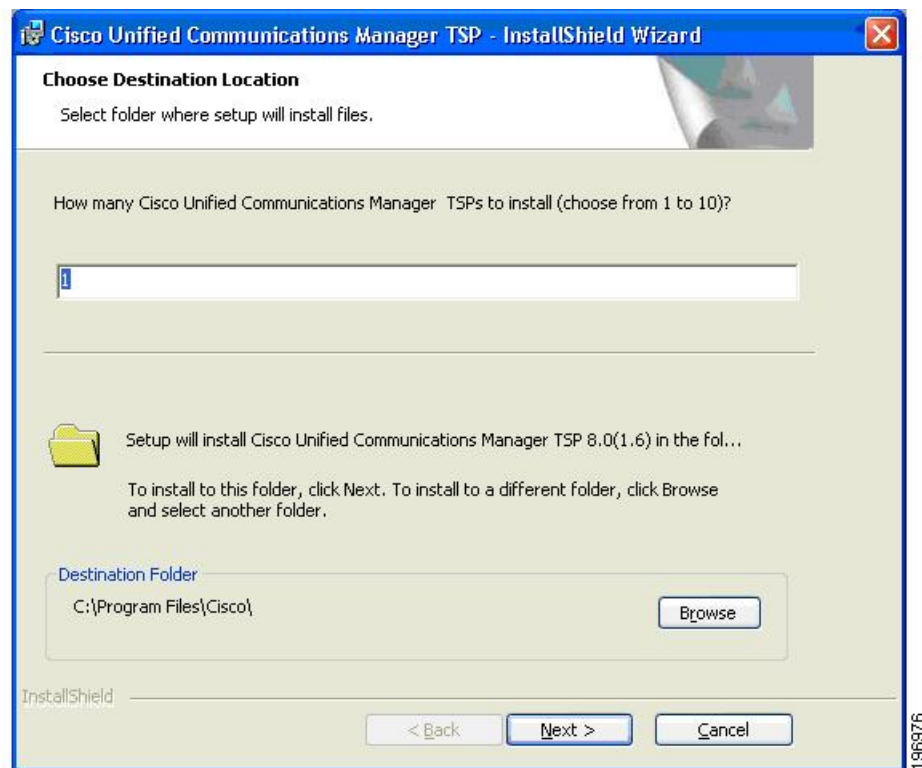 Cisco Unified Communications Manager TSP - InstallShield Wizard
Choose Destination Location
Select folder where setup will install files.
How many Cisco Unified Communications Manager TSPs to install (choose from 1 to 10)?
1
Setup will install Cisco Unified Communications Manager TSP 8.0(1.6) in the fol...
To install to this folder, click Next. To install to a different folder, click Browse
and select another folder.
Destination Folder
C:\Program Files\Cisco\
Browse
InstallShield
< Back
Next >
Cancel
196976